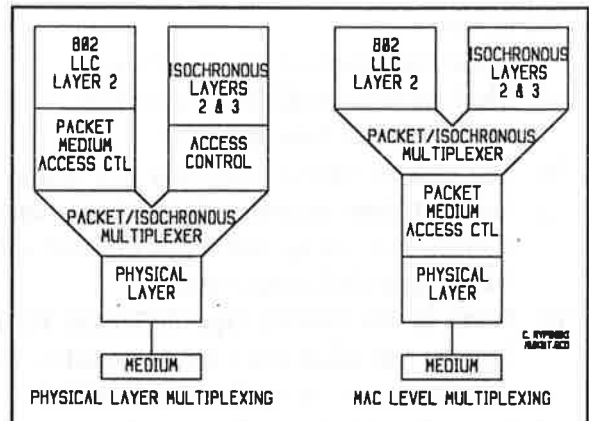 802
LLC
LAYER 2
ISOCHRONOUS
LAYERS
2 & 3
PACKET
MEDIUM
ACCESS CTL
ACCESS
CONTROL
PACKET/ISOCHRONOUS
MULTIPLEXER
PHYSICAL
LAYER
MEDIUM
PHYSICAL LAYER MULTIPLEXING
802
LLC
LAYER 2
ISOCHRONOUS
LAYERS
2 & 3
PACKET/ISOCHRONOUS
MULTIPLEXER
PACKET
MEDIUM
ACCESS CTL
PHYSICAL
LAYER
MEDIUM
MAC LEVEL MULTIPLEXING
C.